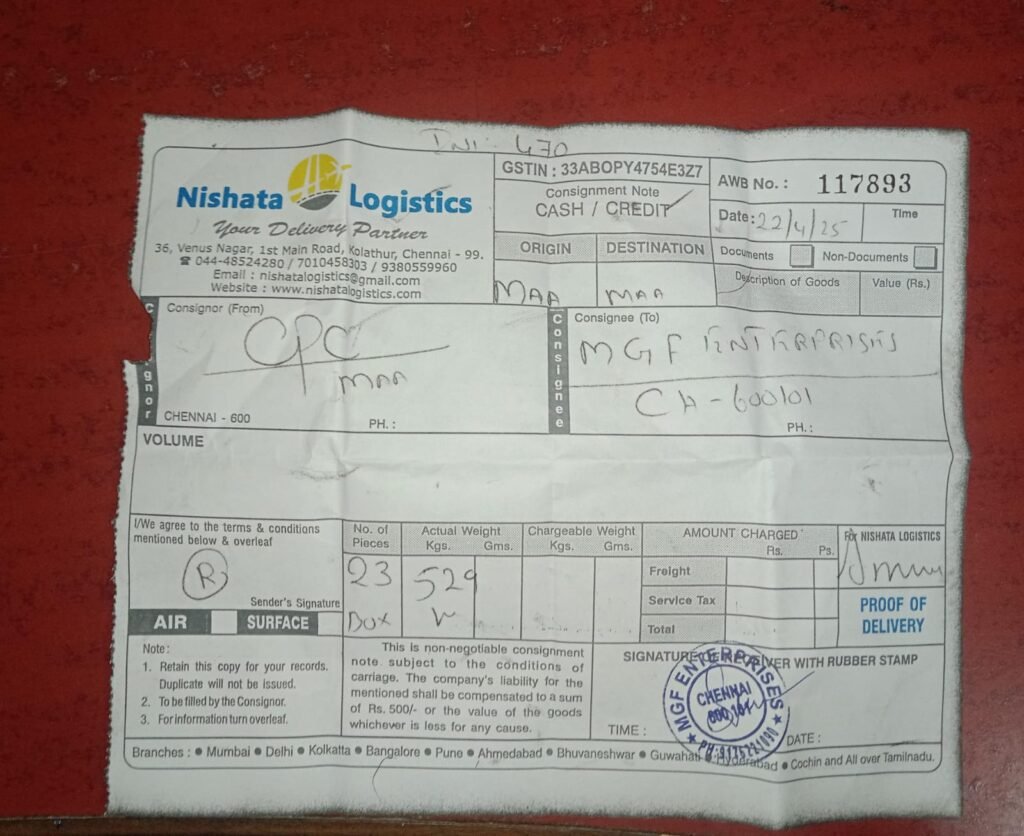 INV: 470
Nishata Logistics
Your Delivery Partner
36, Venus Nagar, 1st Main Road, Kolathur, Chennai - 99.
☎ 044-48524280 / 7010458303 / 9380559960
Email : nishatalogistics@gmail.com
Website : www.nishatalogistics.com
GSTIN : 33ABOPY4754E3Z7
Consignment Note
CASH / CREDIT
AWB No. : 117893
Date: 22/4/25
Time
ORIGIN DESTINATION
MAA MAA
Documents Non-Documents
Description of Goods Value (Rs.)
Consignor (From)
CPC
MAA
CHENNAI - 600 PH. :
Consignee
Consignee (To)
MGF ENTERPRISES
CH - 600101
PH. :
VOLUME
I/We agree to the terms & conditions
mentioned below & overleaf
R
Sender's Signature
AIR SURFACE
No. of
Pieces
23
Box
Actual Weight
Kgs. Gms.
529
Chargeable Weight
Kgs. Gms.
AMOUNT CHARGED
Rs. Ps.
Freight
Service Tax
Total
For NISHATA LOGISTICS
PROOF OF
DELIVERY
Note :
1. Retain this copy for your records.
Duplicate will not be issued.
2. To be filled by the Consignor.
3. For information turn overleaf.
This is non-negotiable consignment
note subject to the conditions of
carriage. The company's liability for the
mentioned shall be compensated to a sum
of Rs. 500/- or the value of the goods
whichever is less for any cause.
SIGNATURE OF RECEIVER WITH RUBBER STAMP
MGF ENTERPRISES
CHENNAI
600 101
TIME : DATE :
Branches : ● Mumbai ● Delhi ● Kolkatta ● Bangalore ● Pune ● Ahmedabad ● Bhuvaneshwar ● Guwahati ● Hyderabad ● Cochin and All over Tamilnadu.